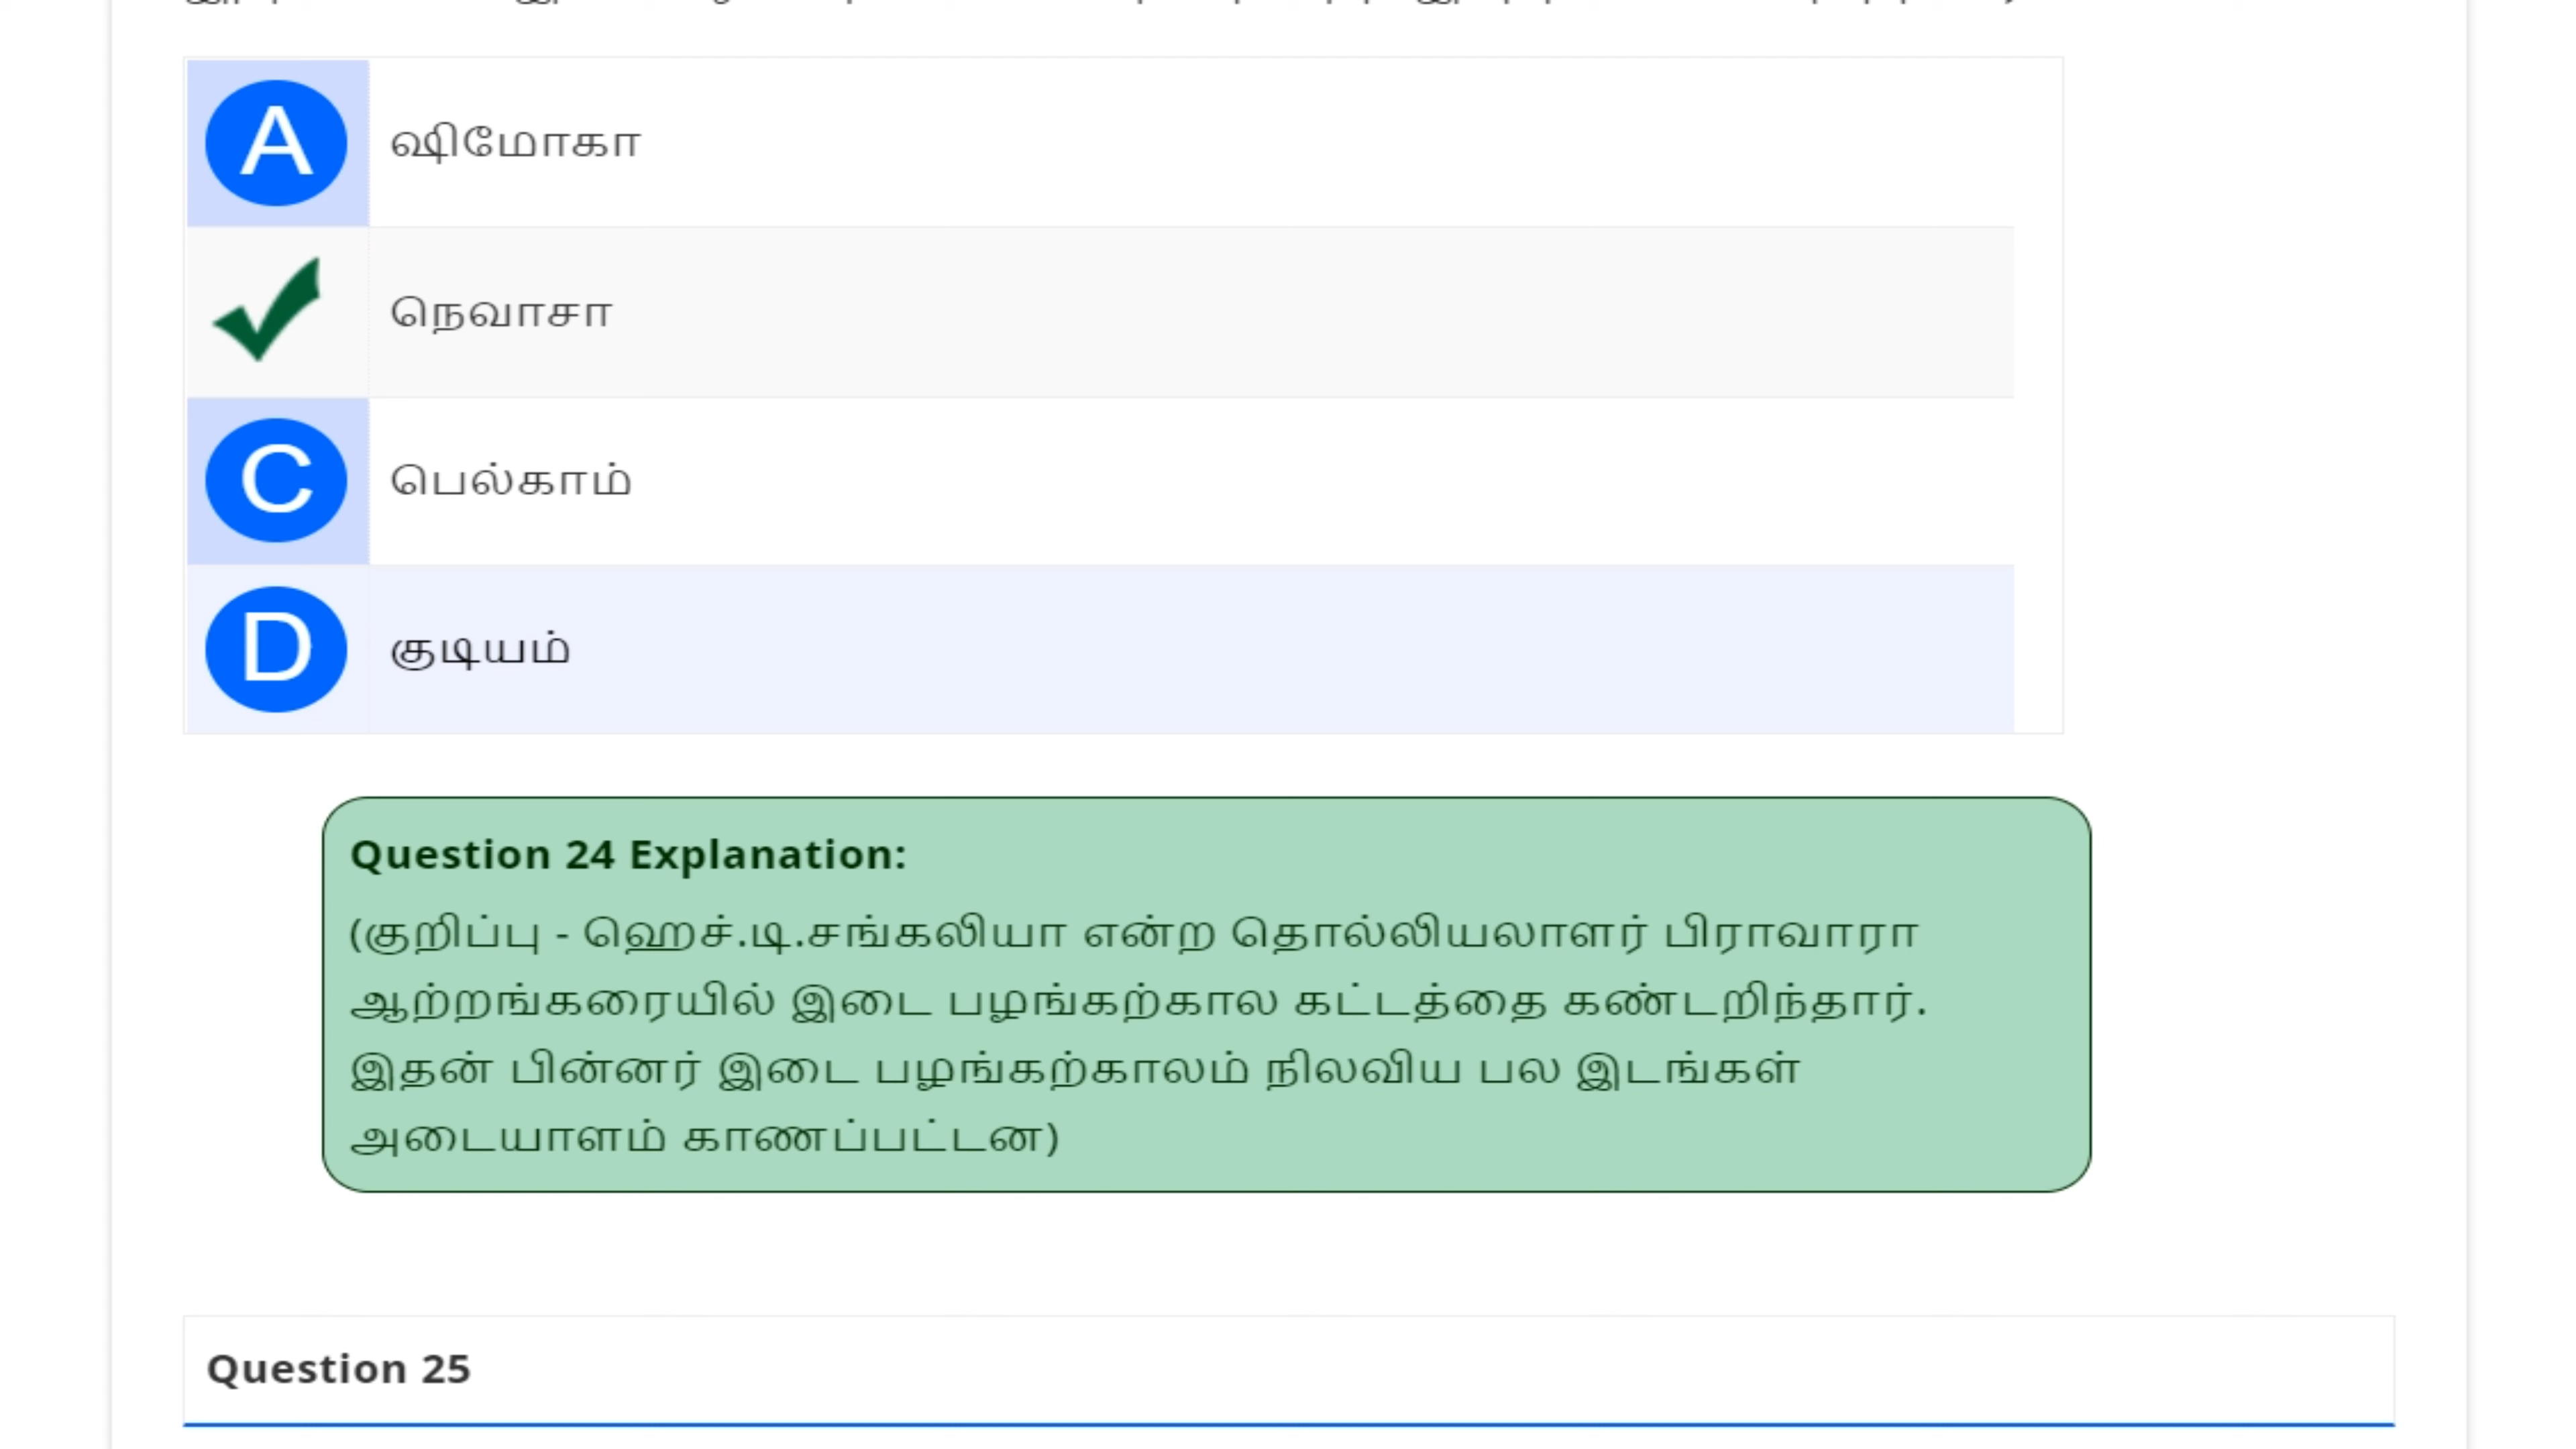 A ஷிமோகா
நெவாசா
C பெல்காம்
D குடியம்
Question 24 Explanation:
(குறிப்பு - ஹெச்.டி.சங்கலியா என்ற தொல்லியலாளர் பிராவாரா
ஆற்றங்கரையில் இடை பழங்கற்கால கட்டத்தை கண்டறிந்தார்.
இதன் பின்னர் இடை பழங்கற்காலம் நிலவிய பல இடங்கள்
அடையாளம் காணப்பட்டன)
Question 25